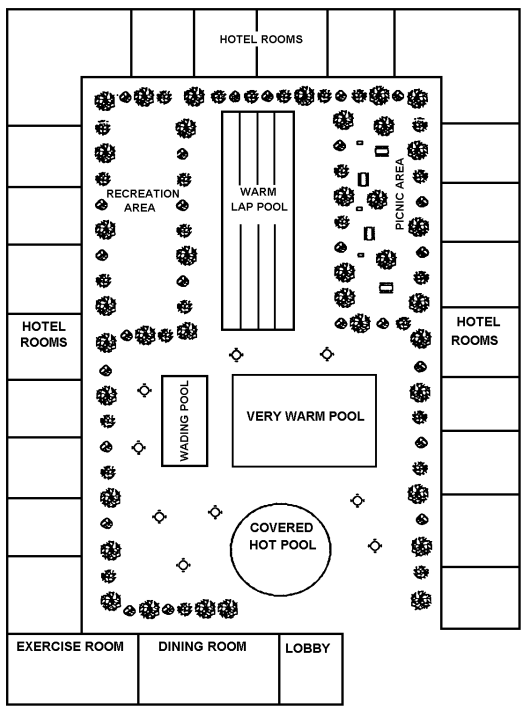 HOTEL ROOMS
RECREATION
AREA
WARM
LAP POOL
PICNIC AREA
HOTEL
ROOMS
HOTEL
ROOMS
WADING POOL
VERY WARM POOL
COVERED
HOT POOL
EXERCISE ROOM
DINING ROOM
LOBBY